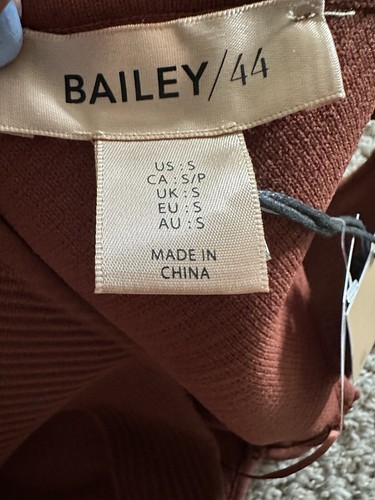 BAILEY/44
US : S
CA : S/P
UK : S
EU : S
AU : S
MADE IN
CHINA